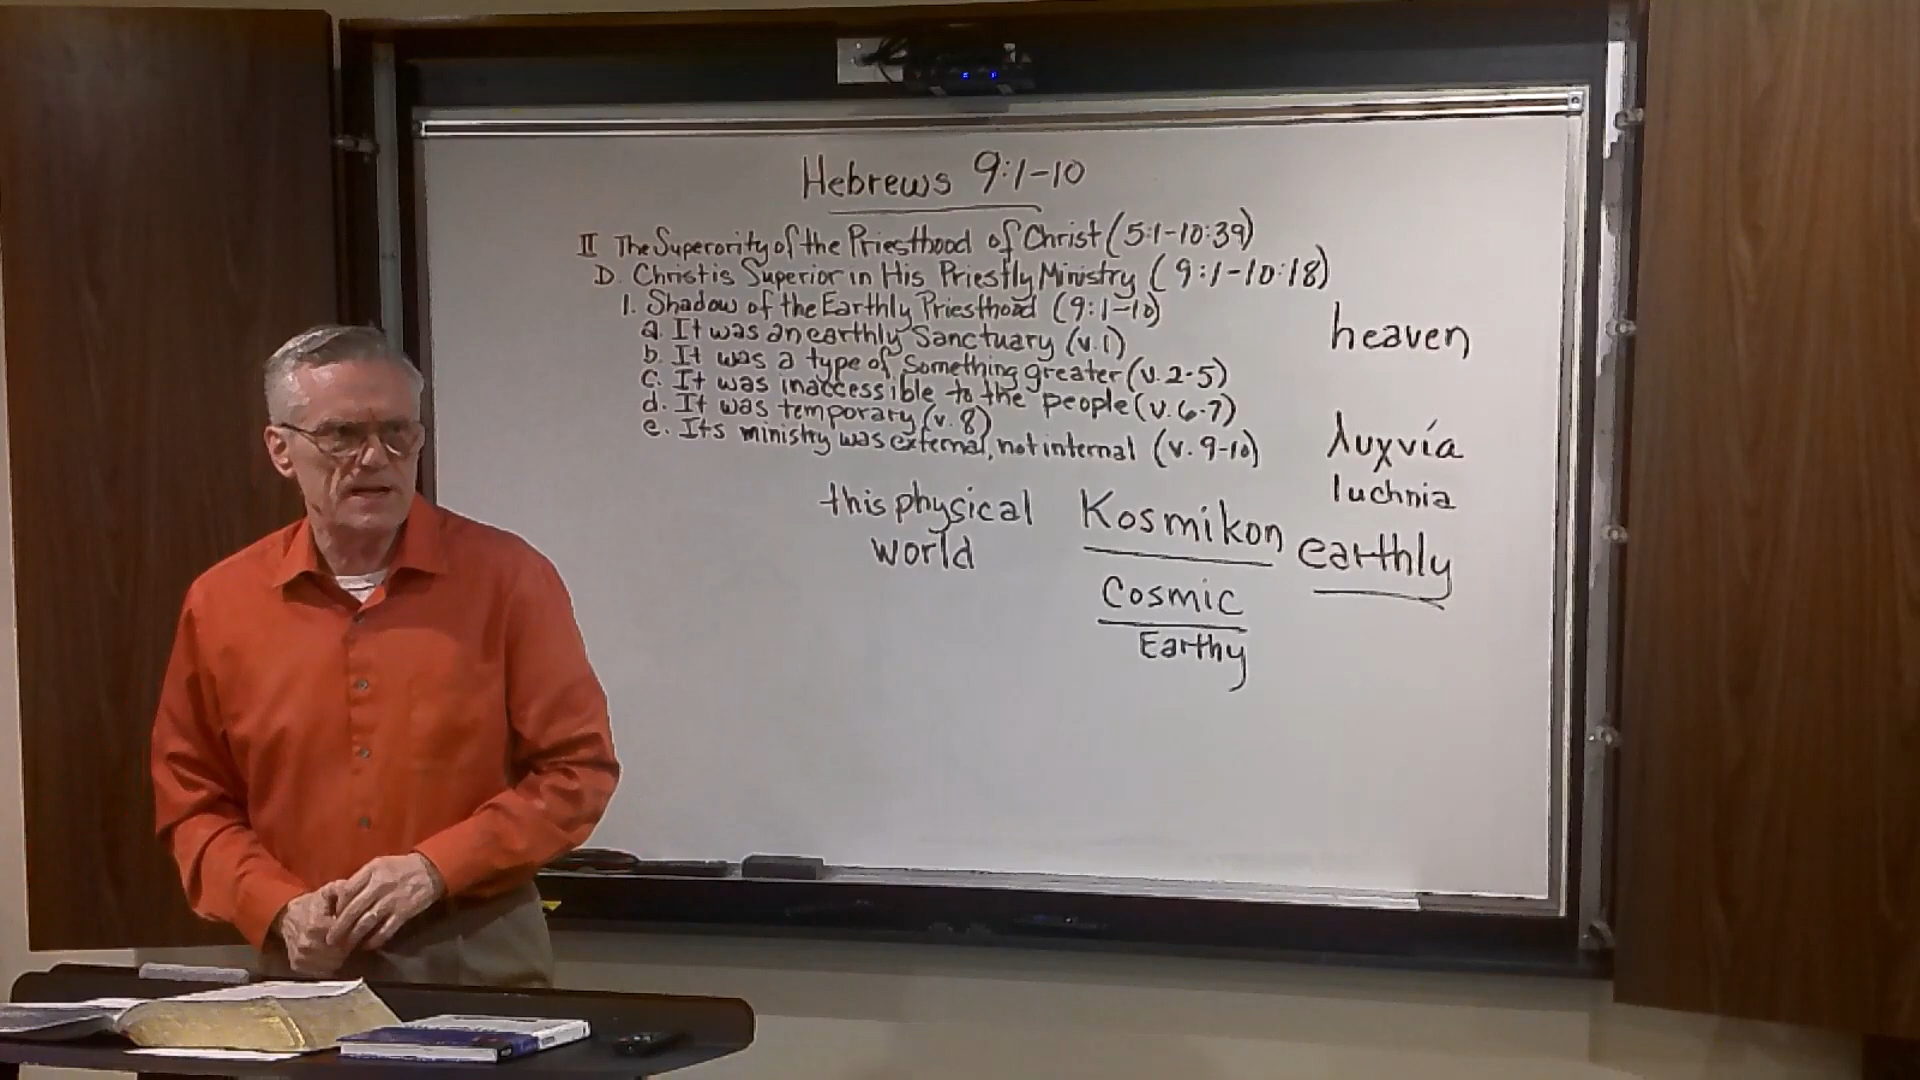 Hebrews 9:1-10
II The Superority of the Priesthood of Christ (5:1-10:39)
D. Christ is Superior in His Priestly Ministry (9:1-10:18)
1. Shadow of the Earthly Priesthood (9:1-10)
a. It was an earthly Sanctuary (v.1)
b. It was a type of Something greater (v.2-5)
c. It was inaccessible to the people (v.6-7)
d. It was temporary (v.8)
e. Its ministry was external, not internal (v.9-10)
heaven
λυχνία
luchnia
this physical
world
Kosmikon
earthly
Cosmic
Earthy